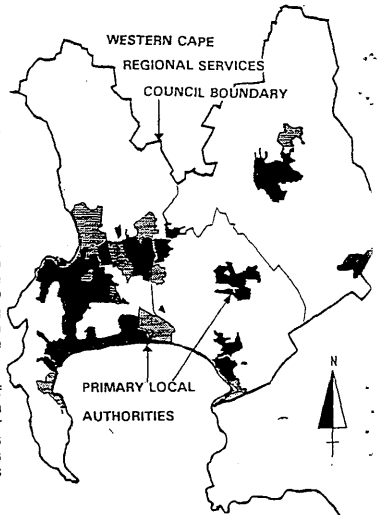 WESTERN CAPE
REGIONAL SERVICES
COUNCIL BOUNDARY
N
PRIMARY LOCAL
AUTHORITIES